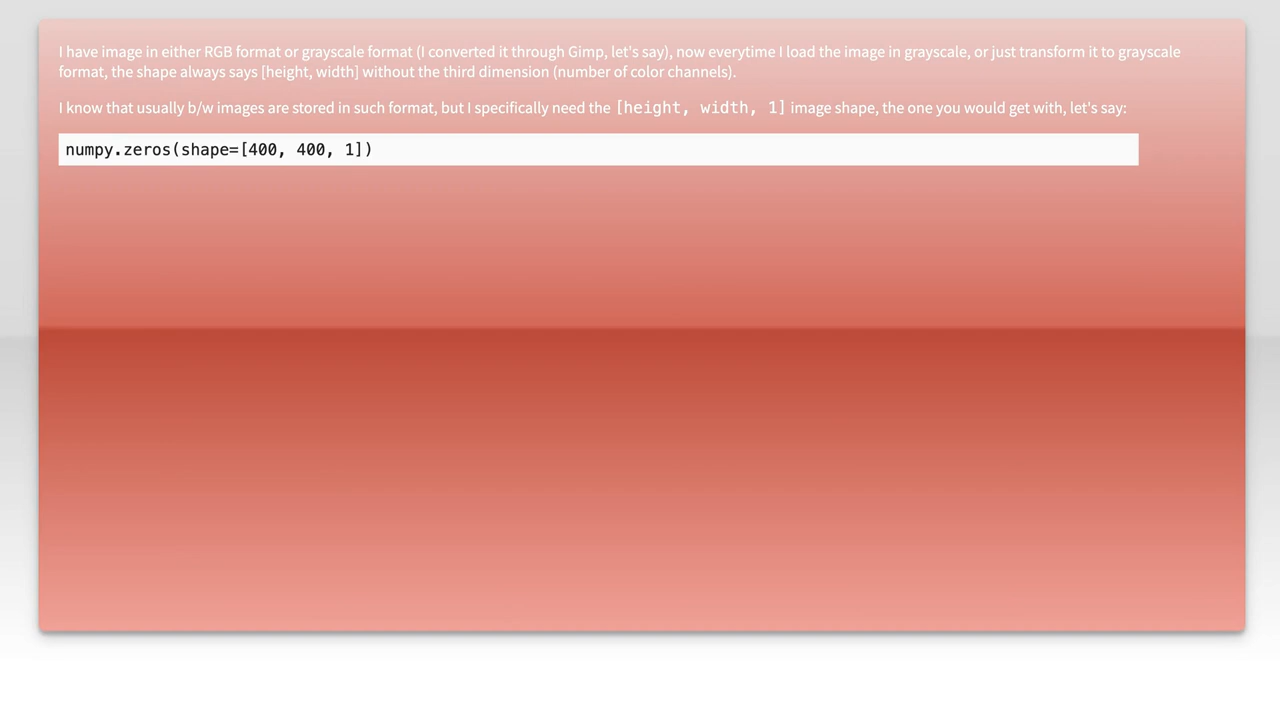 I have image in either RGB format or grayscale format (I converted it through Gimp, let's say), now everytime I load the image in grayscale, or just transform it to grayscale
format, the shape always says [height, width] without the third dimension (number of color channels).
I know that usually b/w images are stored in such format, but I specifically need the [height, width, 1] image shape, the one you would get with, let's say:
numpy.zeros(shape=[400, 400, 1])